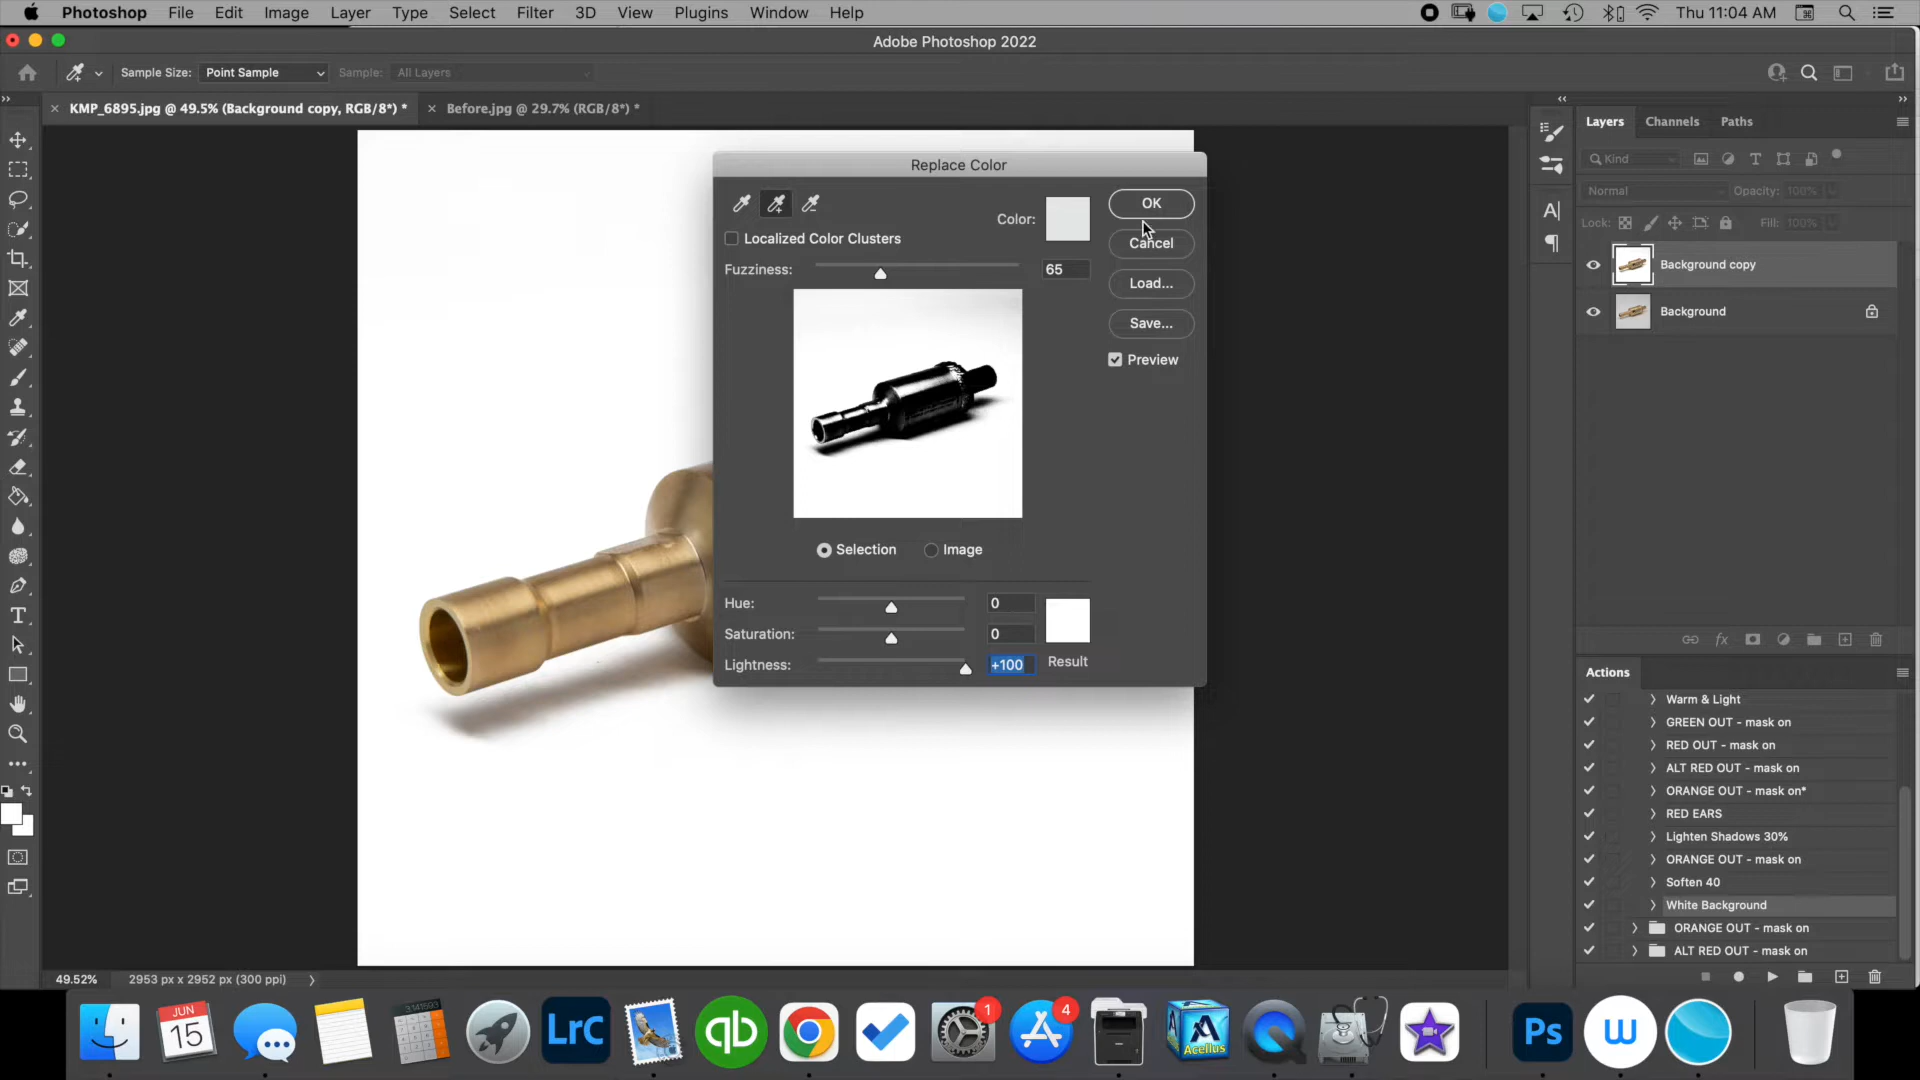 Photoshop File Edit Image Layer Type Select Filter 3D View Plugins Window Help Thu 11:04 AM
Adobe Photoshop 2022
Sample Size: Point Sample Sample: All Layers
KMP_6895.jpg @ 49.5% (Background copy, RGB/8*) * Before.jpg @ 29.7% (RGB/8*) *
Layers Channels Paths
Kind
Normal Opacity: 100%
Lock: Fill: 100%
Background copy
Background
Replace Color
Color:
OK
Localized Color Clusters
Cancel
Fuzziness: 65
Load...
Save...
Preview
Selection Image
Hue: 0
Saturation: 0
Lightness: +100 Result
Actions
Warm & Light
GREEN OUT - mask on
RED OUT - mask on
ALT RED OUT - mask on
ORANGE OUT - mask on*
RED EARS
Lighten Shadows 30%
ORANGE OUT - mask on
Soften 40
White Background
ORANGE OUT - mask on
ALT RED OUT - mask on
49.52% 2953 px x 2952 px (300 ppi)
JUN
15
LrC
qb
1
4
Acellus
Ps
W